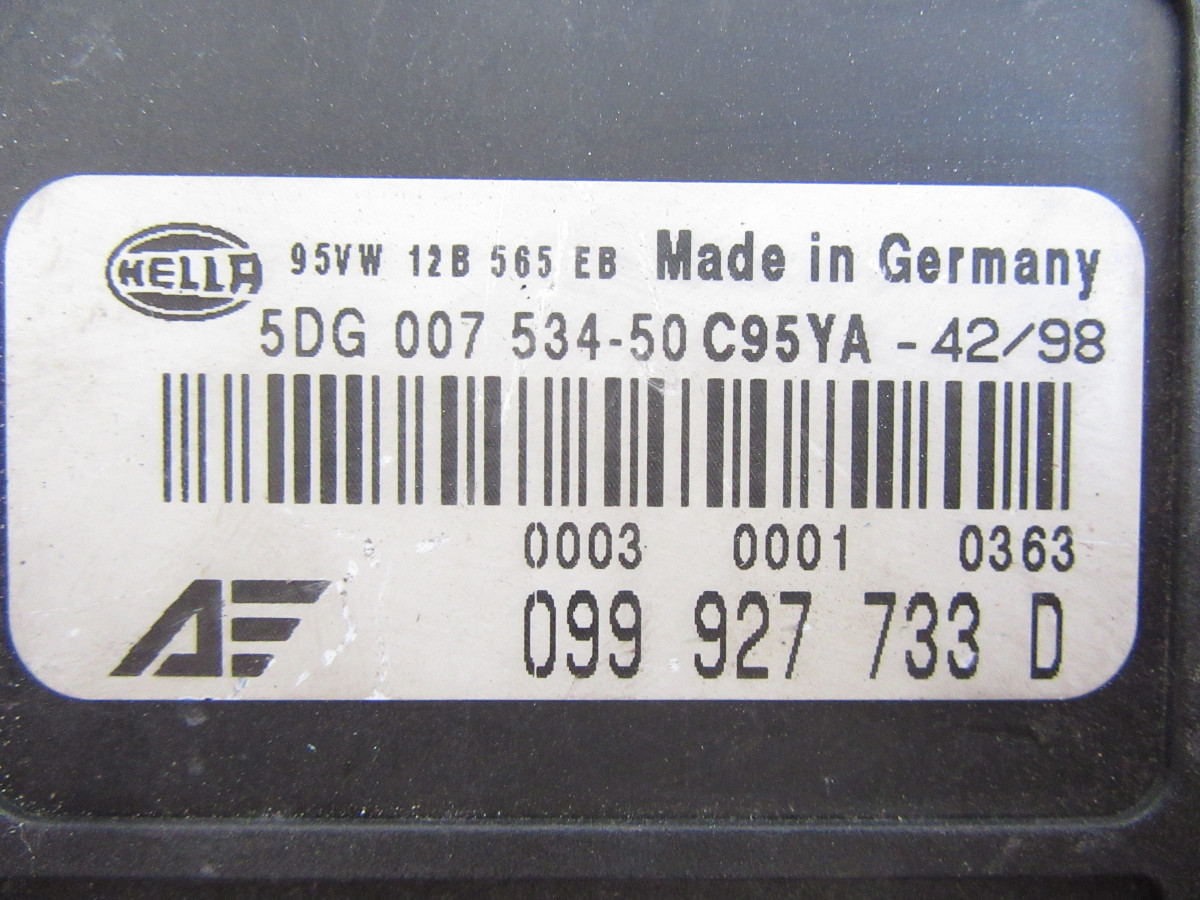 HELLA 95VW 12B 565 EB Made in Germany
5DG 007 534-50 C95YA - 42/98
0003 0001 0363
AE
099 927 733 D